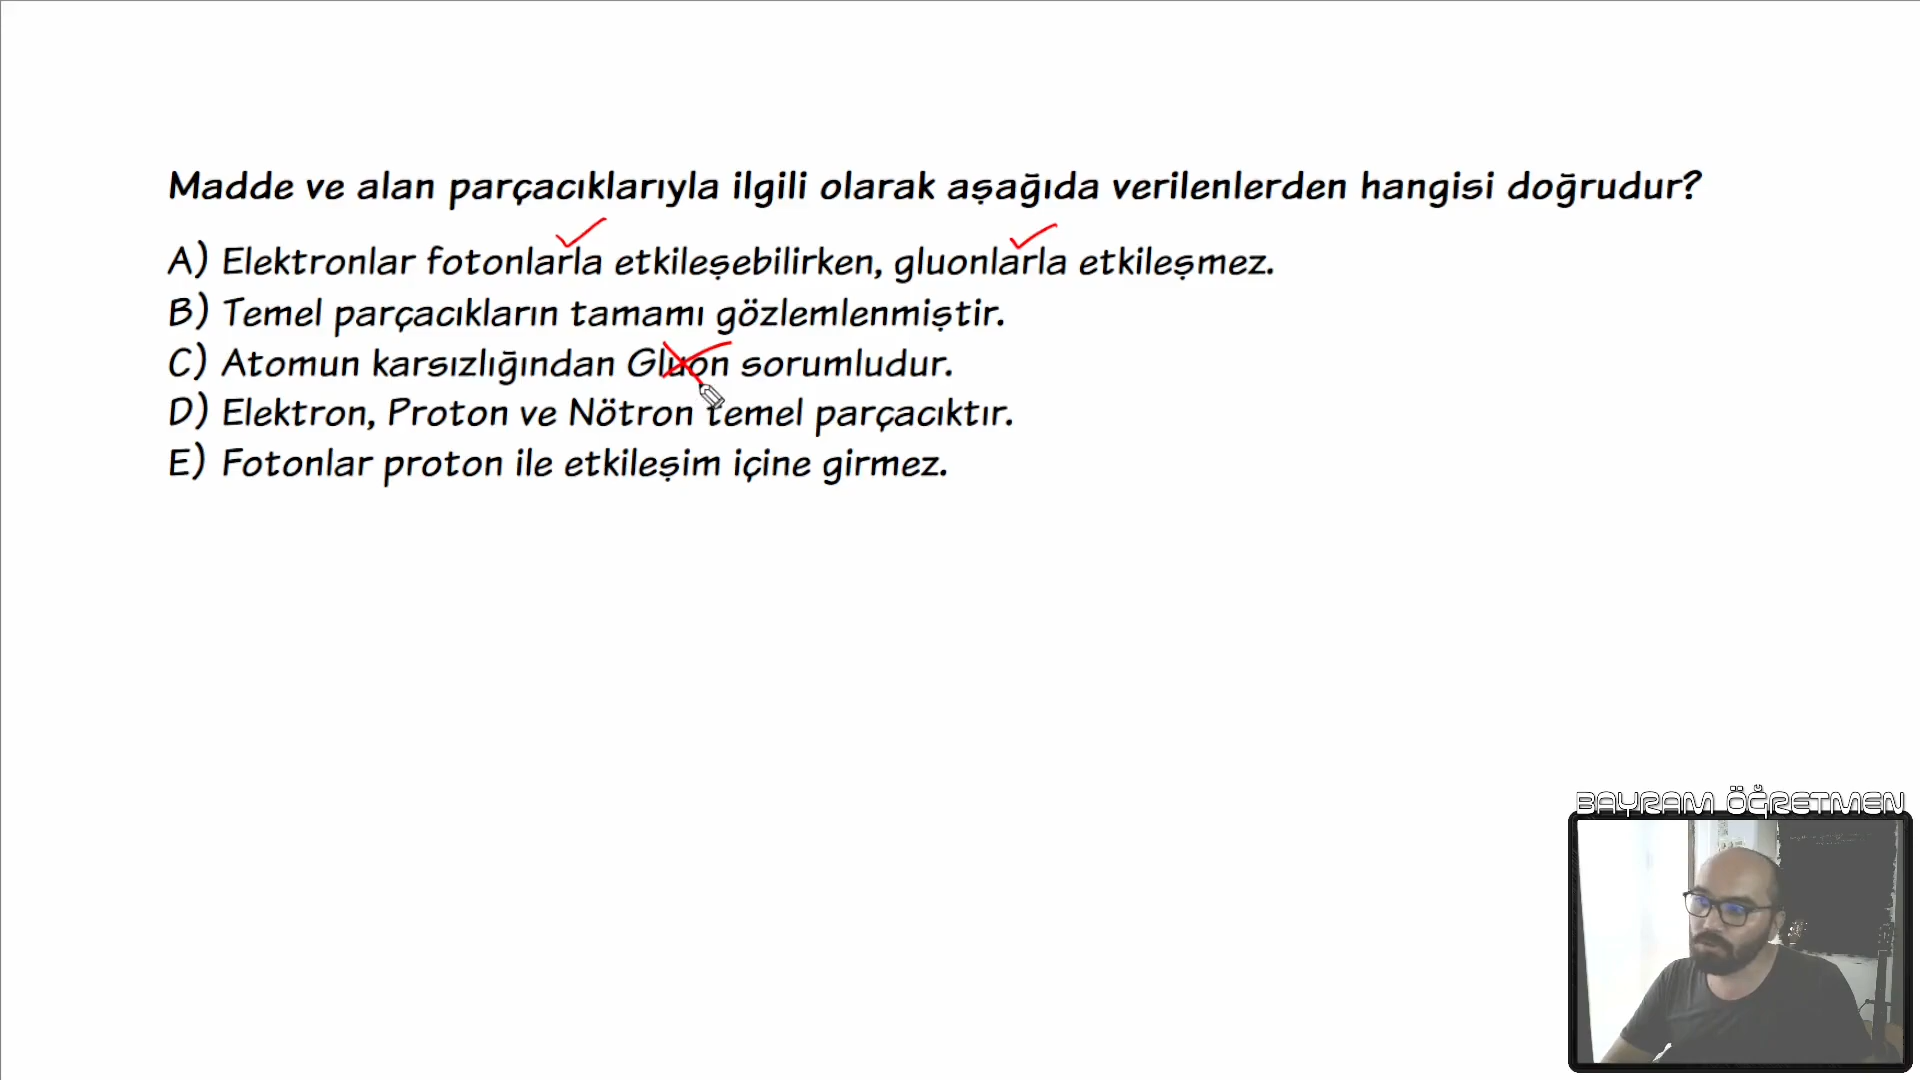 Madde ve alan parçacıklarıyla ilgili olarak aşağıda verilenlerden hangisi doğrudur?
A) Elektronlar fotonlarla etkileşebilirken, gluonlarla etkileşmez.
B) Temel parçacıkların tamamı gözlemlenmiştir.
C) Atomun karsızlığından Gluon sorumludur.
D) Elektron, Proton ve Nötron temel parçacıktır.
E) Fotonlar proton ile etkileşim içine girmez.
BAYRAM ÖĞRETMEN